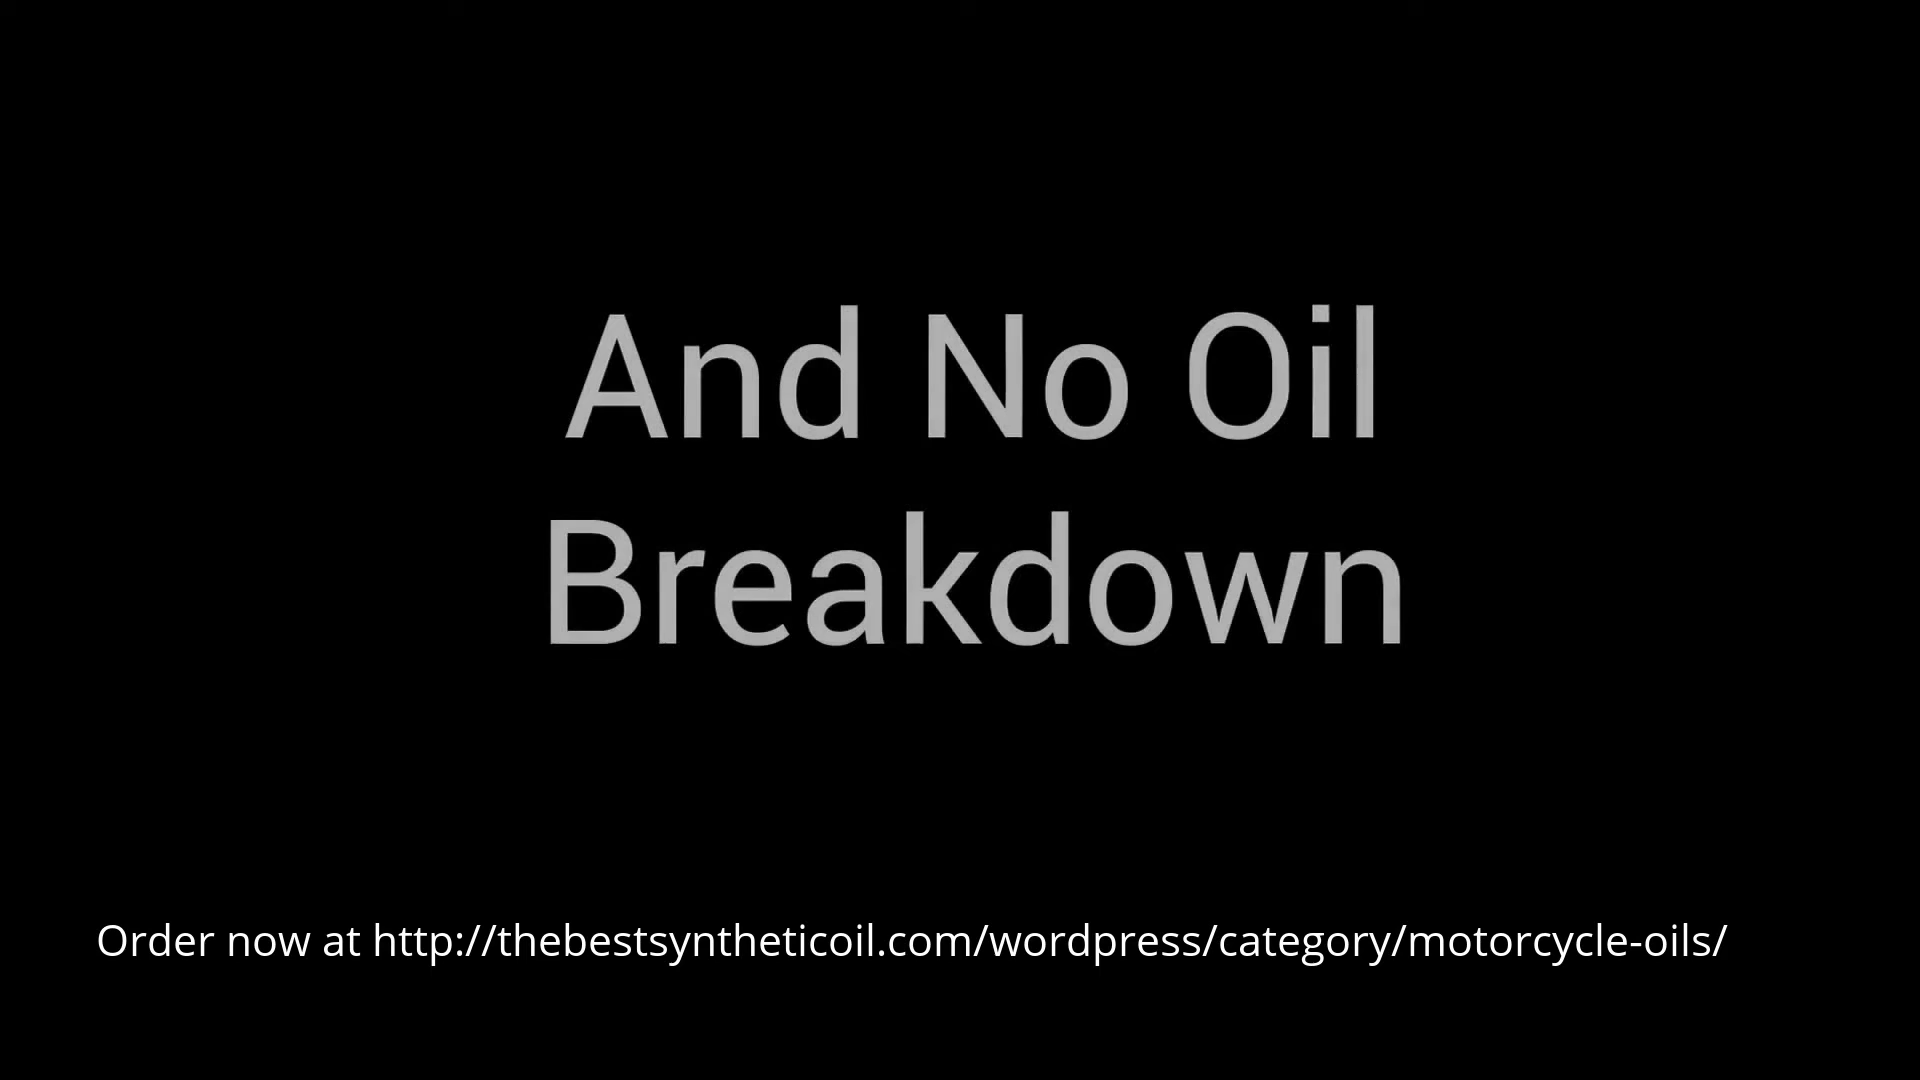 And No Oil
Breakdown
Order now at http://thebestsyntheticoil.com/wordpress/category/motorcycle-oils/